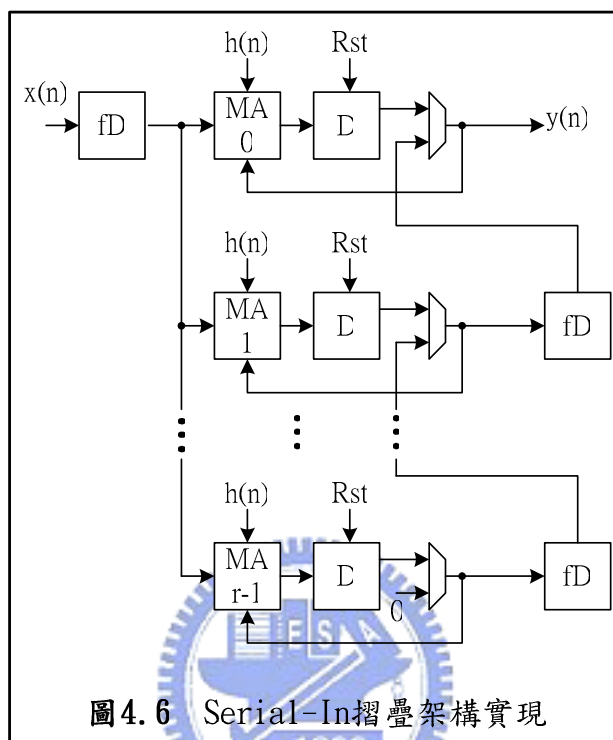 h(n) Rst
x(n) fD MA 0 D y(n)
h(n) Rst
MA 1 D fD
h(n) Rst
MA r-1 D 0 fD
E S A
圖4.6 Serial-In摺疊架構實現